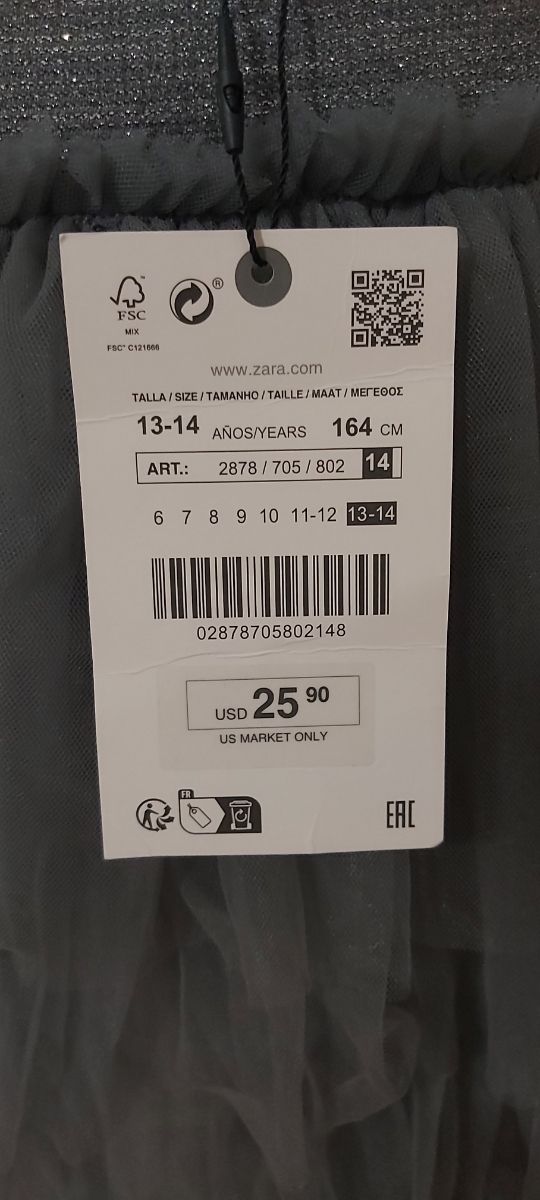 FSC
MIX
FSC® C121666
®
www.zara.com
TALLA / SIZE / TAMANHO / TAILLE / MAAT / ΜΕΓΕΘΟΣ
13-14 AÑOS/YEARS 164 CM
ART.: 2878 / 705 / 802 14
6 7 8 9 10 11-12 13-14
02878705802148
USD 25 90
US MARKET ONLY
FR
EAC